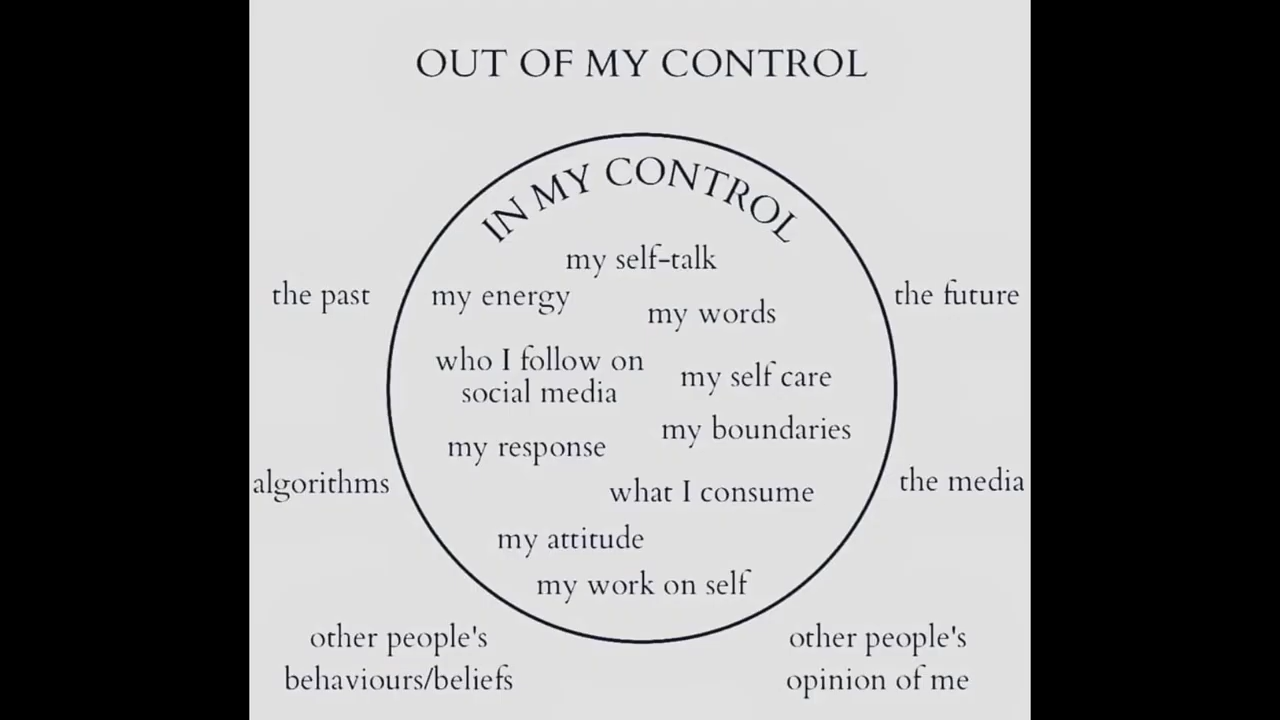 OUT OF MY CONTROL
IN MY CONTROL
my self-talk
the past
my energy
my words
the future
who I follow on
social media
my self care
my response
my boundaries
algorithms
what I consume
the media
my attitude
my work on self
other people's
behaviours/beliefs
other people's
opinion of me